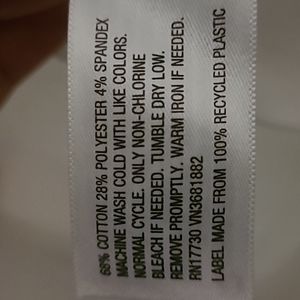 68% COTTON 28% POLYESTER 4% SPANDEX
MACHINE WASH COLD WITH LIKE COLORS.
NORMAL CYCLE. ONLY NON-CHLORINE
BLEACH IF NEEDED. TUMBLE DRY LOW.
REMOVE PROMPTLY. WARM IRON IF NEEDED.
RN17730 VN3681882
LABEL MADE FROM 100% RECYCLED PLASTIC